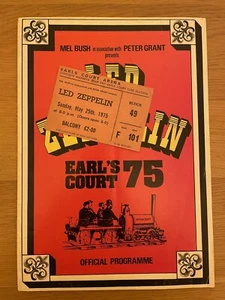 MEL BUSH in association with PETER GRANT
presents
LED
ZEPPELIN
EARLS COURT ARENA
LED ZEPPELIN
Sunday, May 25th, 1975
BALCONY £2·00
BLOCK
49
F 101
EARL'S
COURT 75
OFFICIAL PROGRAMME